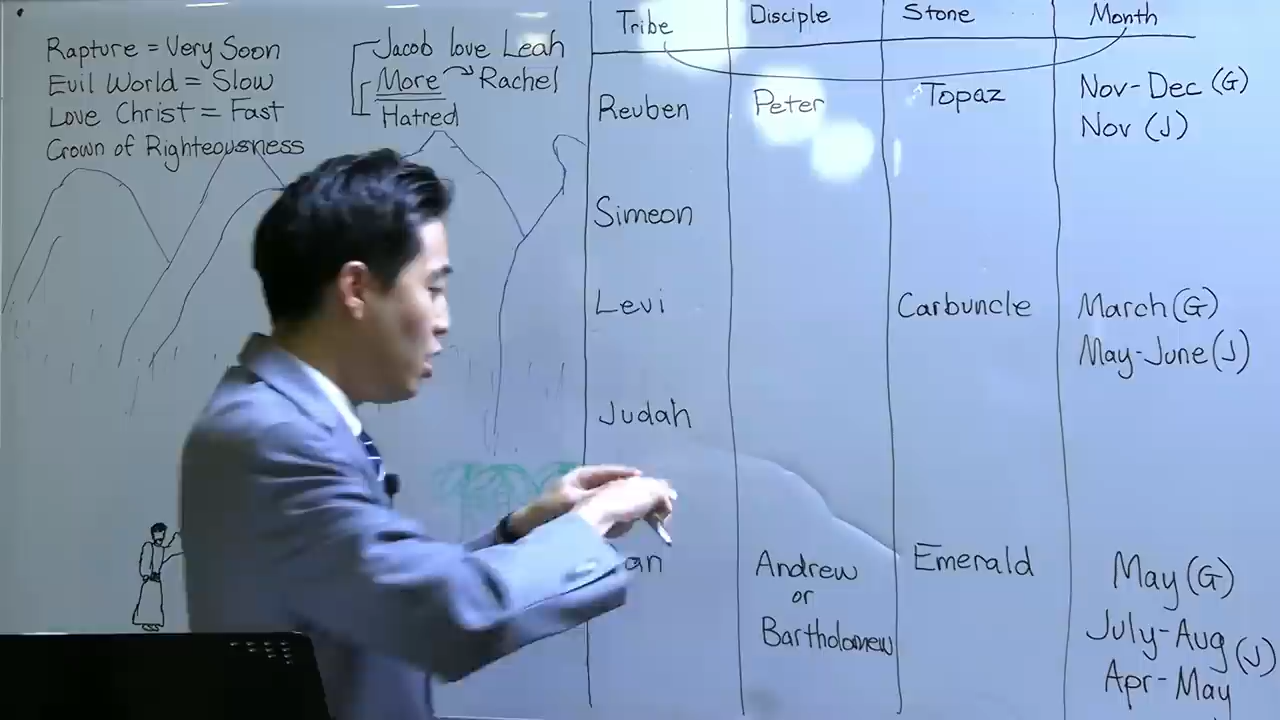 Rapture = Very Soon
Evil World = Slow
Love Christ = Fast
Crown of Righteousness
Jacob love Leah
More Rachel
Hatred
Tribe Disciple Stone Month
Reuben Peter Topaz Nov-Dec (G)
Nov (J)
Simeon
Levi Carbuncle March (G)
May-June (J)
Judah
an Andrew Emerald May (G)
or
Bartholomew July-Aug (J)
Apr-May